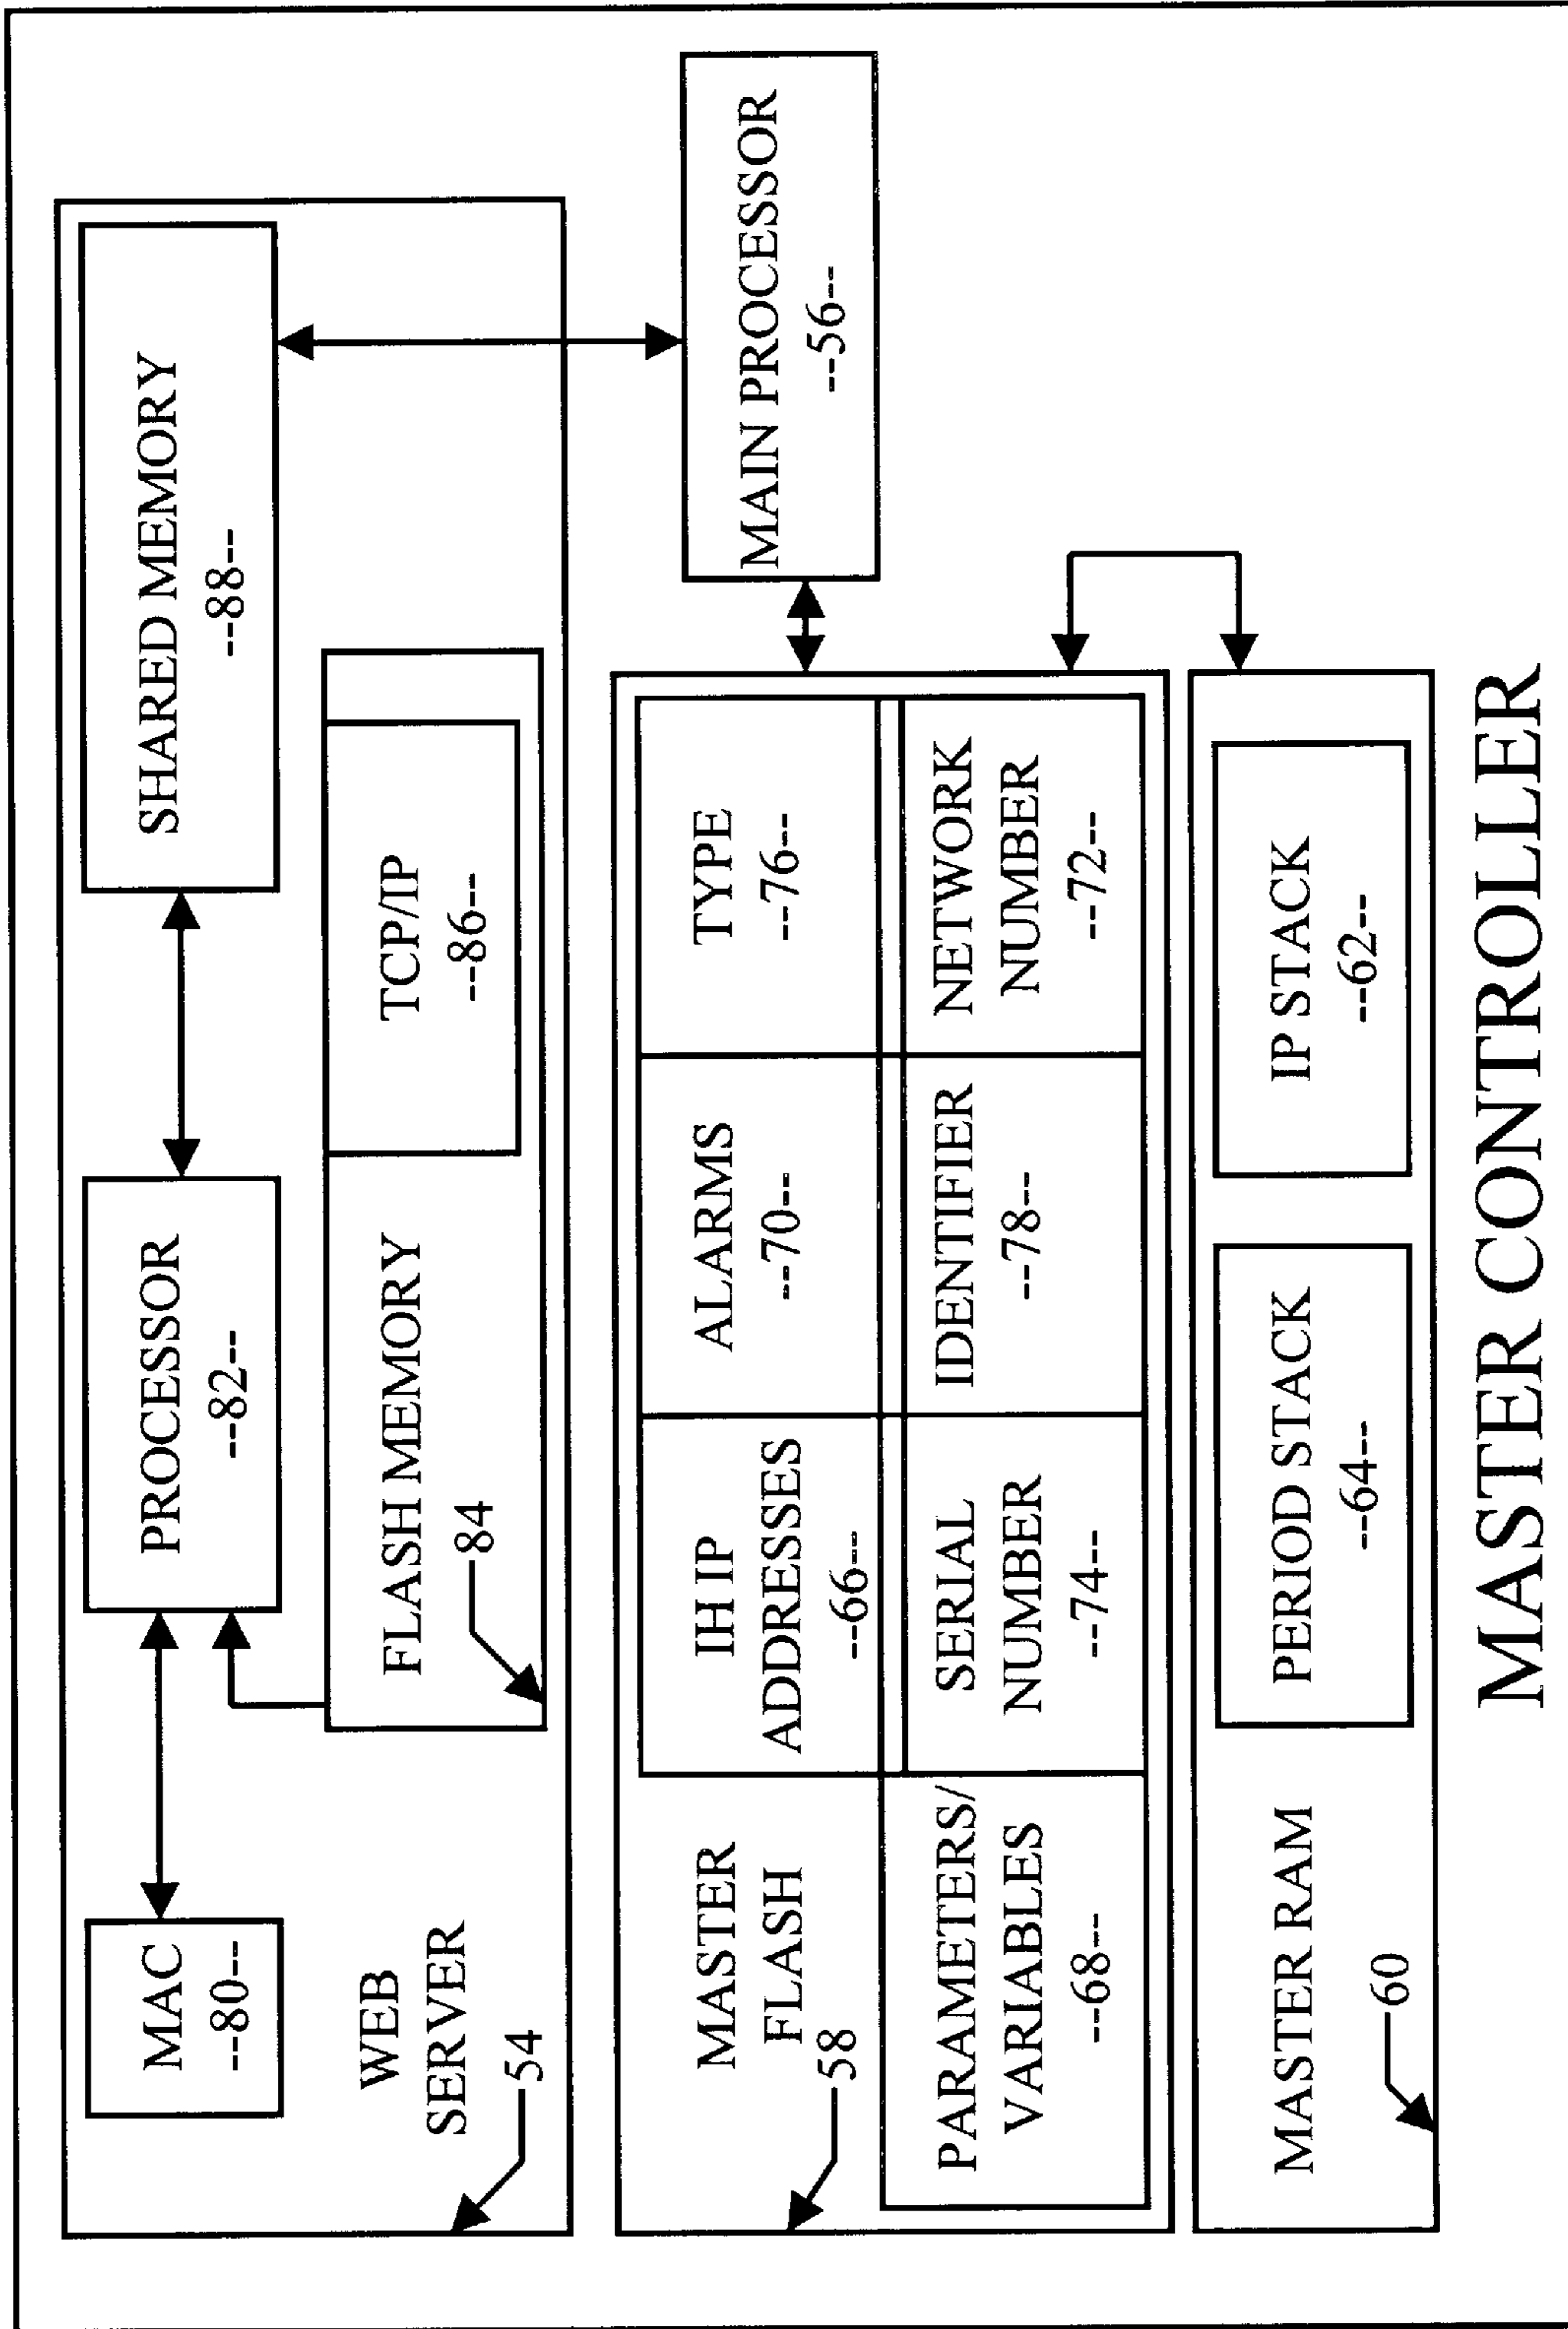 MAC
--80--
PROCESSOR
--82--
SHARED MEMORY
--88--
WEB
SERVER
54
FLASH MEMORY
84
TCP/IP
--86--
MAIN PROCESSOR
--56--
MASTER
FLASH
58
IH IP
ADDRESSES
--66--
ALARMS
--70--
TYPE
--76--
PARAMETERS/
VARIABLES
--68--
SERIAL
NUMBER
--74--
IDENTIFIER
--78--
NETWORK
NUMBER
--72--
MASTER RAM
60
PERIOD STACK
--64--
IP STACK
--62--
MASTER CONTROLLER